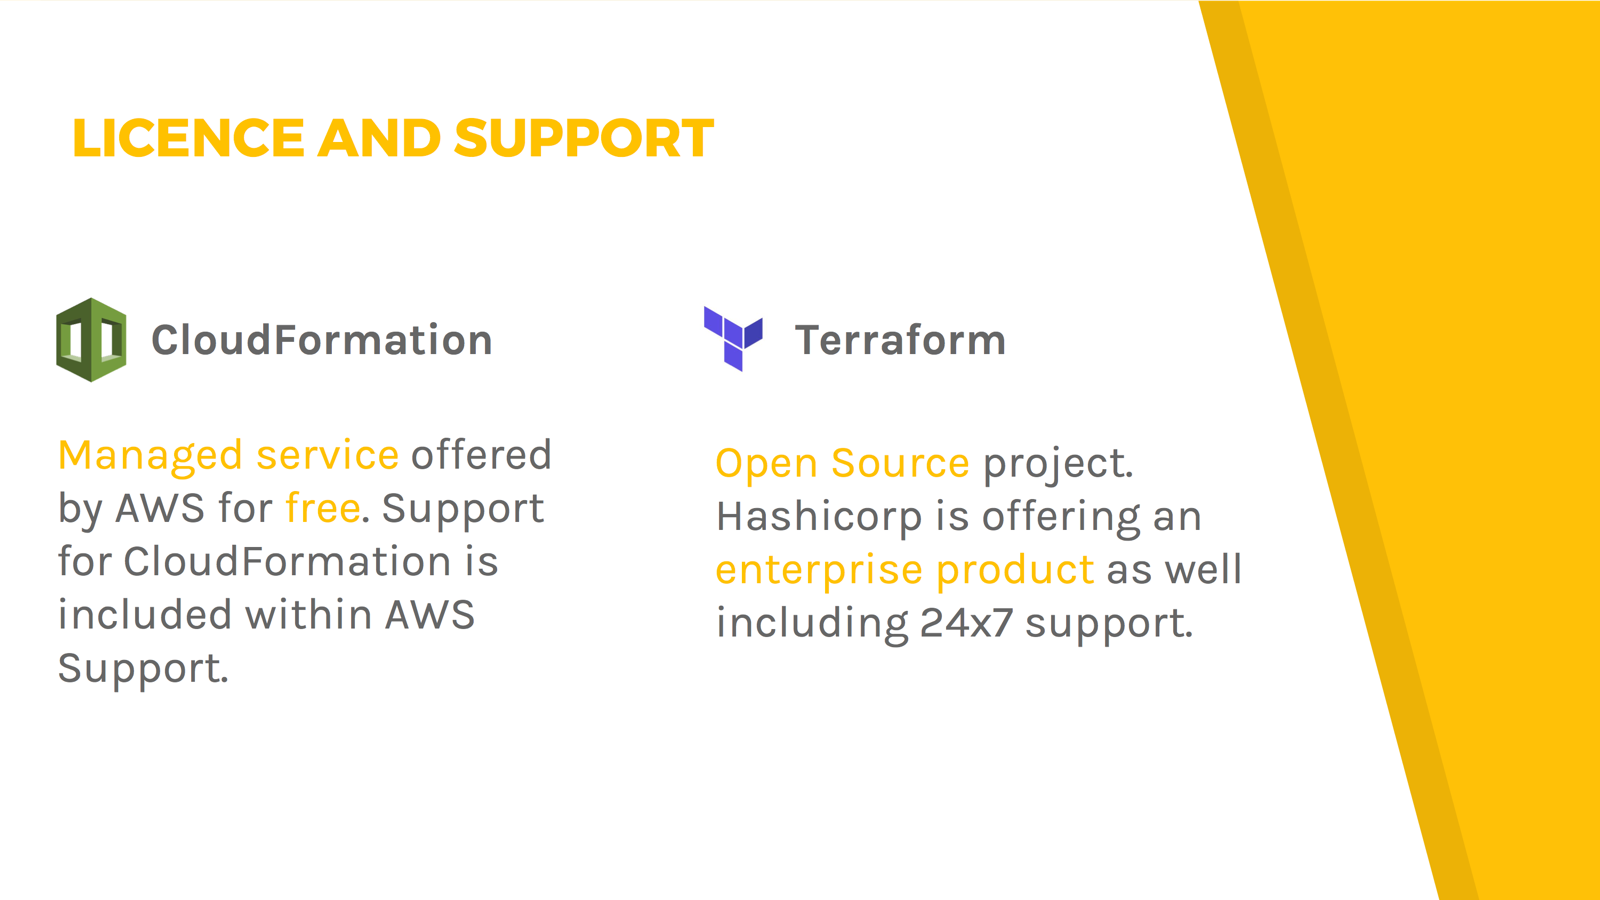 LICENCE AND SUPPORT
CloudFormation
Managed service offered
by AWS for free. Support
for CloudFormation is
included within AWS
Support.
Terraform
Open Source project.
Hashicorp is offering an
enterprise product as well
including 24x7 support.